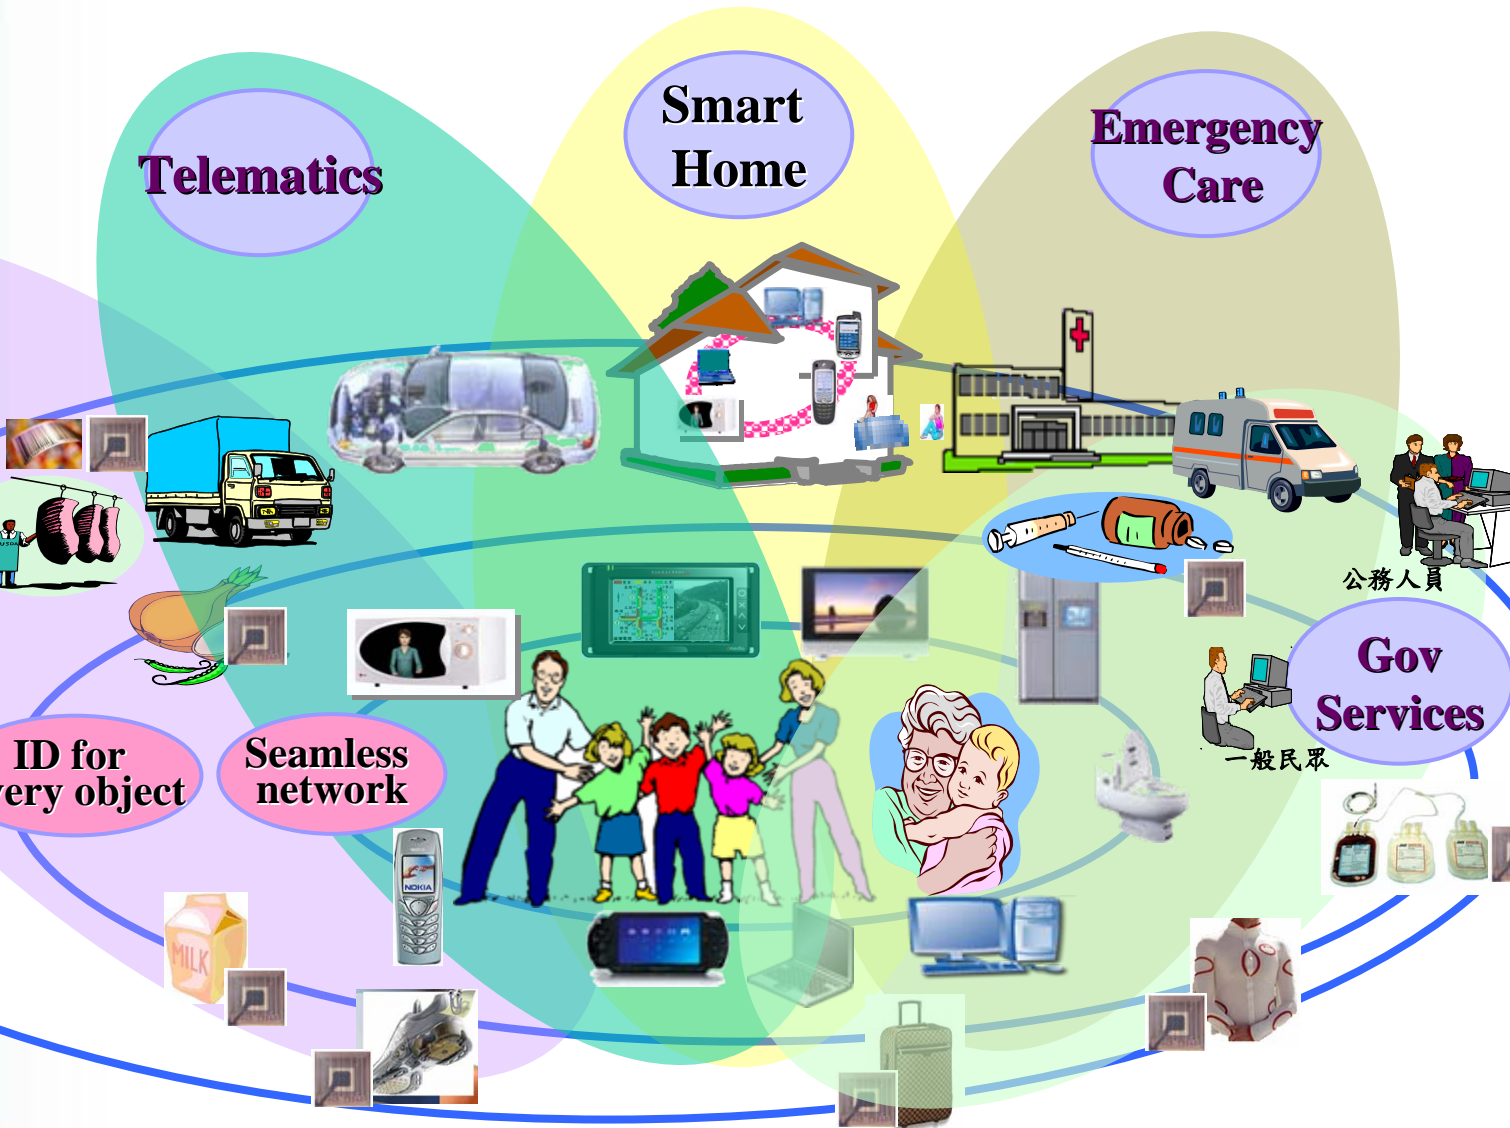 Telematics
Smart
Home
Emergency
Care
公務人員
Gov
Services
一般民眾
ID for
very object
Seamless
network
NOKIA
MILK